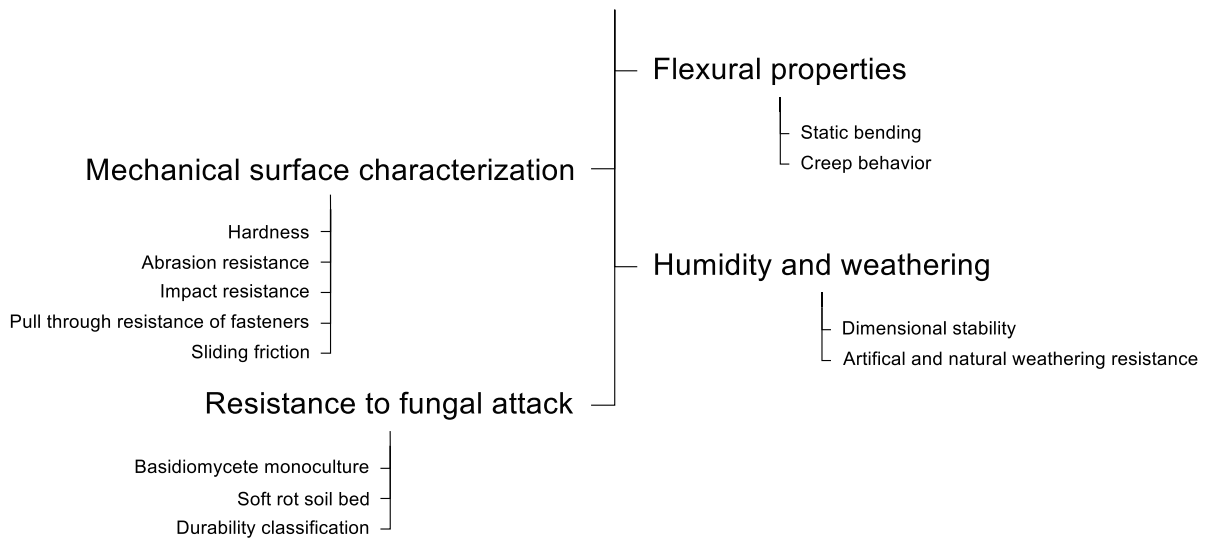 Flexural properties
Static bending
Creep behavior
Mechanical surface characterization
Hardness
Abrasion resistance
Impact resistance
Pull through resistance of fasteners
Sliding friction
Humidity and weathering
Dimensional stability
Artifical and natural weathering resistance
Resistance to fungal attack
Basidiomycete monoculture
Soft rot soil bed
Durability classification